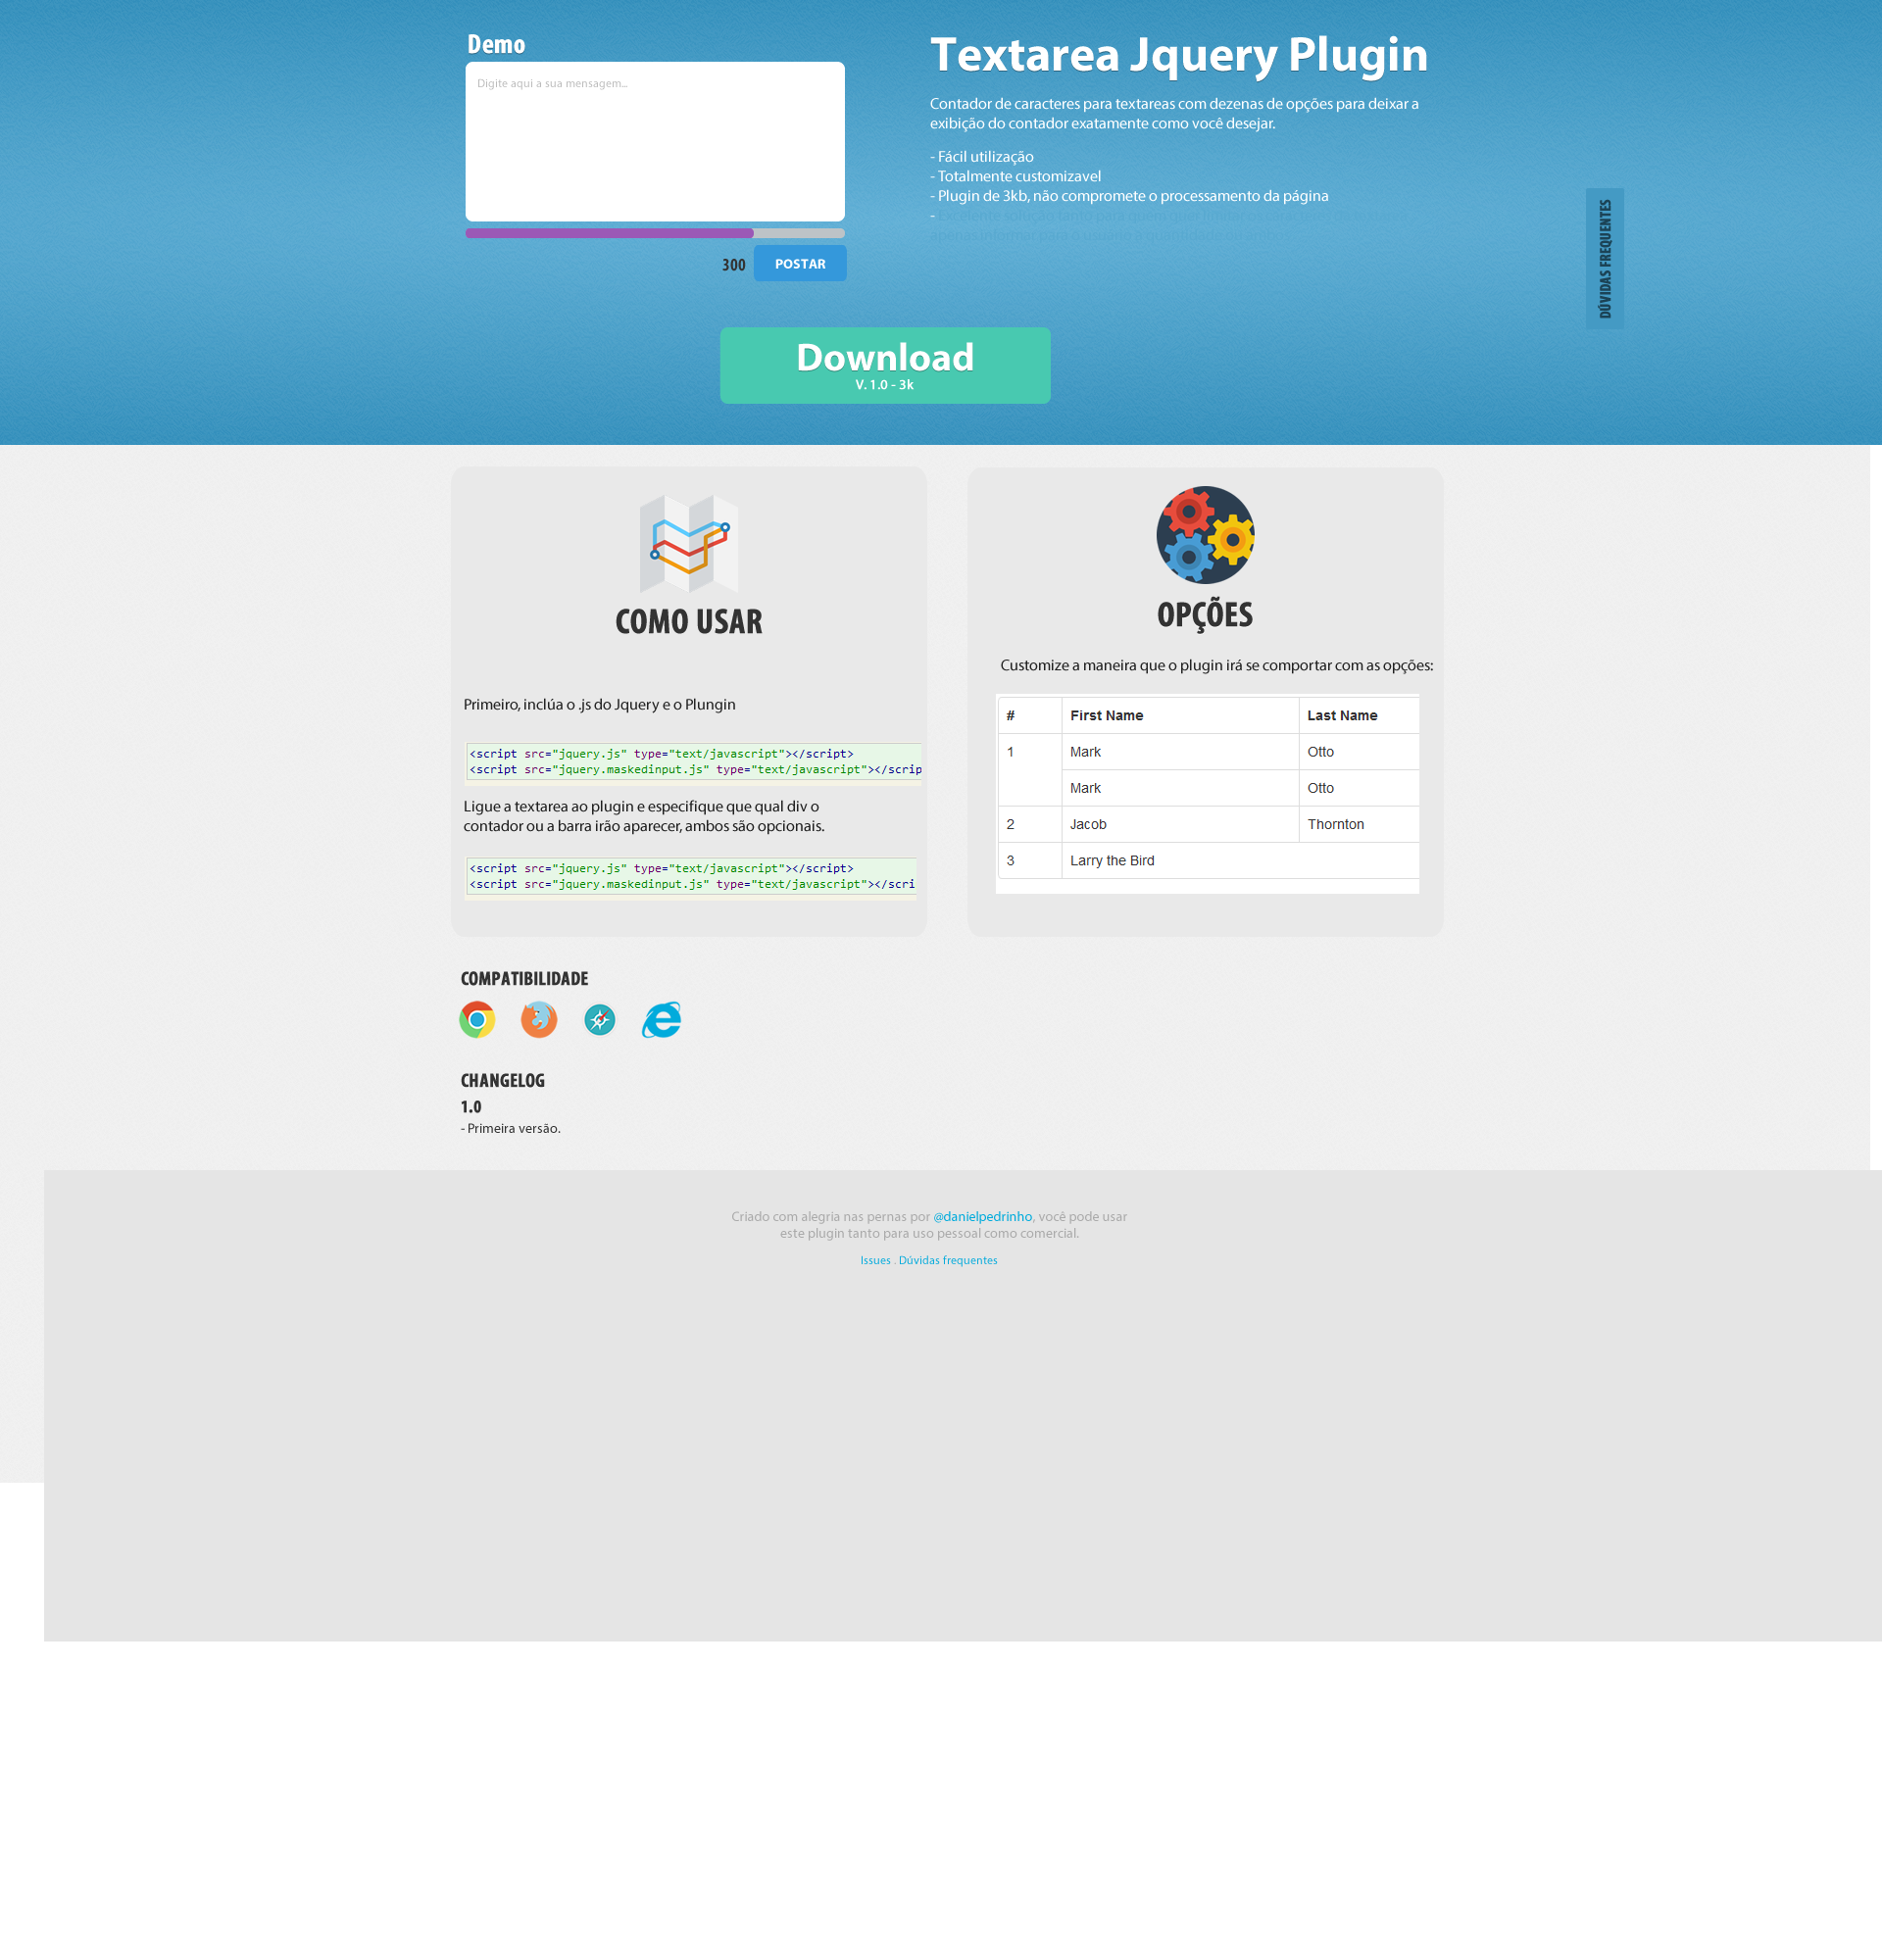 Demo
Digite aqui a sua mensagem...
300
POSTAR
Textarea Jquery Plugin
Contador de caracteres para textareas com dezenas de opções para deixar a
exibição do contador exatamente como você desejar.
- Fácil utilização
- Totalmente customizavel
- Plugin de 3kb, não compromete o processamento da página
-
DÚVIDAS FREQUENTES
Download
V. 1.0 - 3k
COMO USAR
Primeiro, inclúa o .js do Jquery e o Plungin
<script src="jquery.js" type="text/javascript"></script>
<script src="jquery.maskedinput.js" type="text/javascript"></scrip
Ligue a textarea ao plugin e especifique que qual div o
contador ou a barra irão aparecer, ambos são opcionais.
<script src="jquery.js" type="text/javascript"></script>
<script src="jquery.maskedinput.js" type="text/javascript"></scri
OPÇÕES
Customize a maneira que o plugin irá se comportar com as opções:
# First Name Last Name
1 Mark Otto
Mark Otto
2 Jacob Thornton
3 Larry the Bird
COMPATIBILIDADE
CHANGELOG
1.0
- Primeira versão.
Criado com alegria nas pernas por @danielpedrinho, você pode usar
este plugin tanto para uso pessoal como comercial.
Issues . Dúvidas frequentes